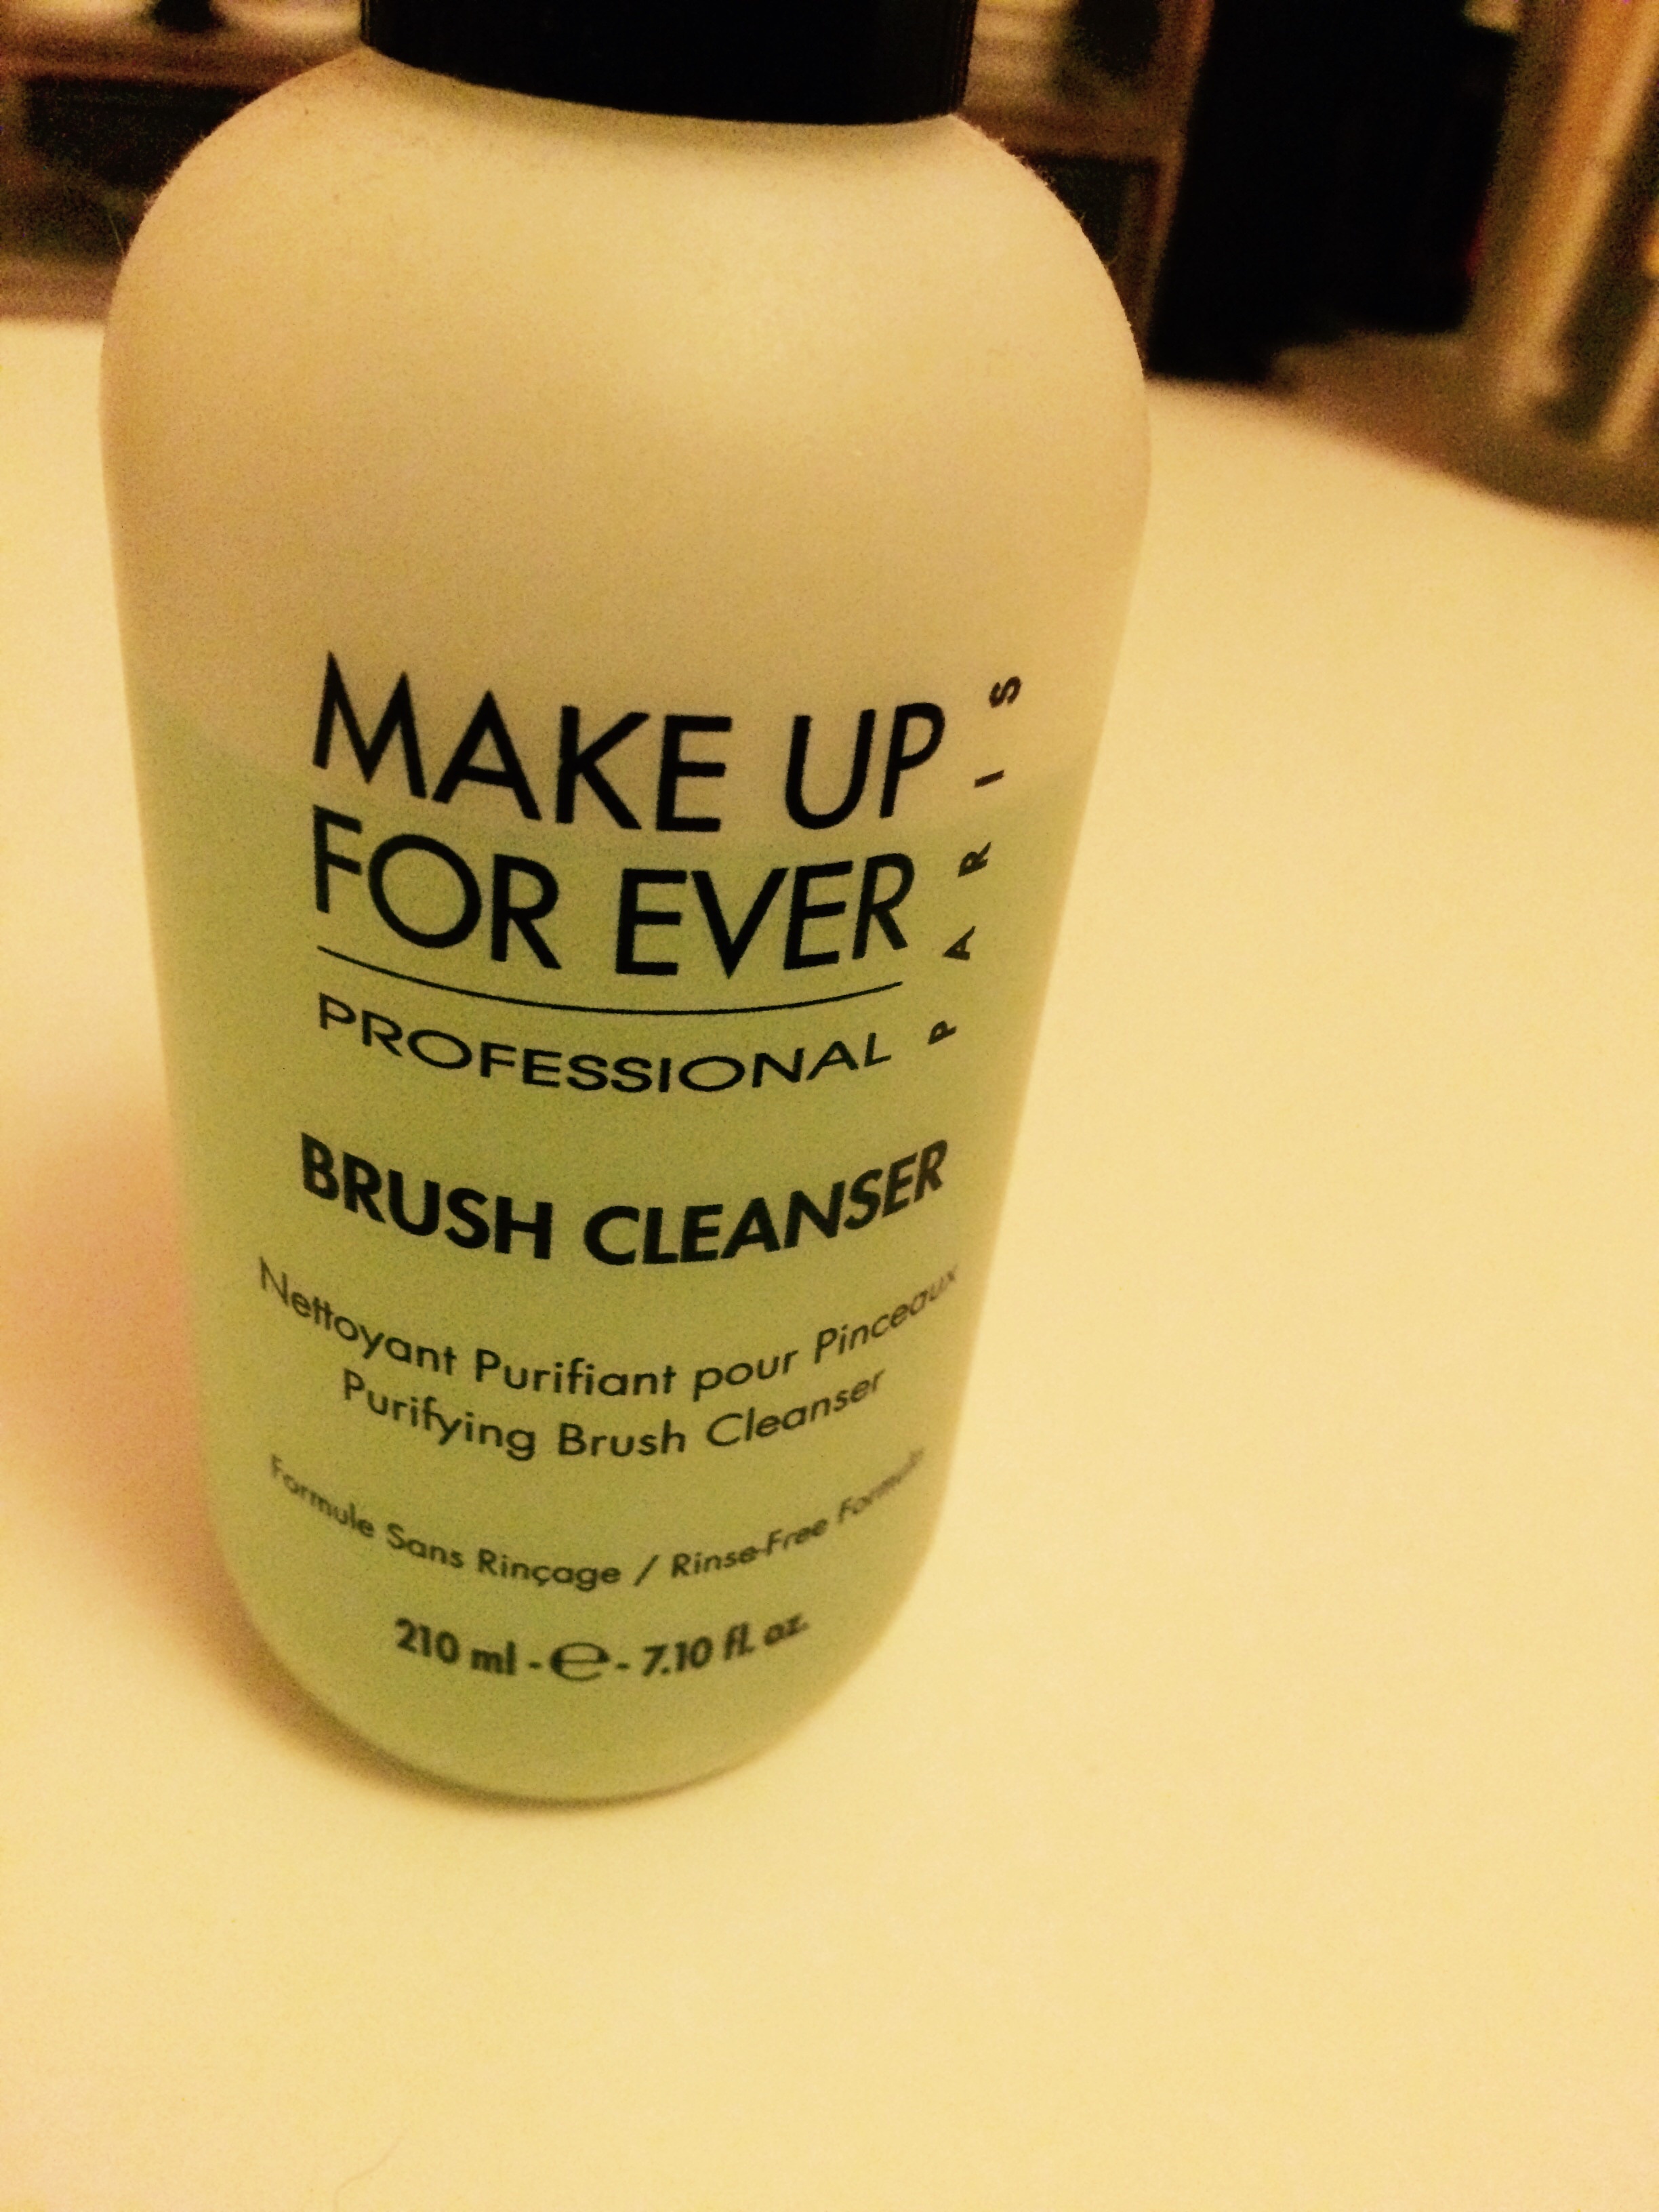 MAKE UP
FOR EVER
PROFESSIONAL
PARIS
BRUSH CLEANSER
Nettoyant Purifiant pour Pinceaux
Purifying Brush Cleanser
Formule Sans Rinçage / Rinse-Free Formula
210 ml - e - 7.10 fl. oz.